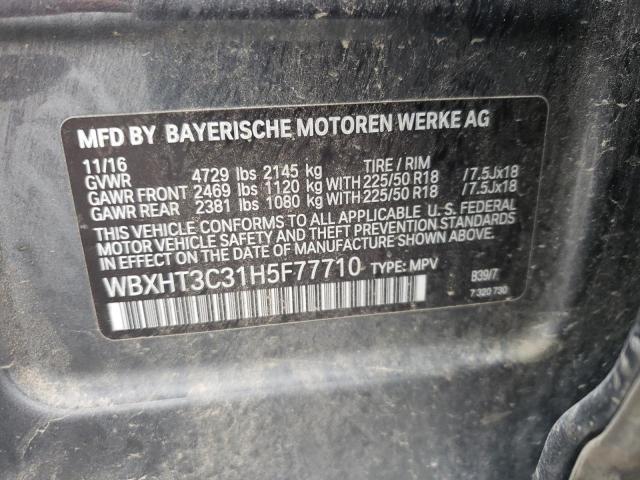 MFD BY BAYERISCHE MOTOREN WERKE AG
11/16 TIRE / RIM
GVWR 4729 lbs 2145 kg
GAWR FRONT 2469 lbs 1120 kg WITH 225/50 R18 /7.5Jx18
GAWR REAR 2381 lbs 1080 kg WITH 225/50 R18 /7.5Jx18
THIS VEHICLE CONFORMS TO ALL APPLICABLE U.S. FEDERAL
MOTOR VEHICLE SAFETY AND THEFT PREVENTION STANDARDS
IN EFFECT ON THE DATE OF MANUFACTURE SHOWN ABOVE.
WBXHT3C31H5F77710 TYPE: MPV B39/7
7 320 730